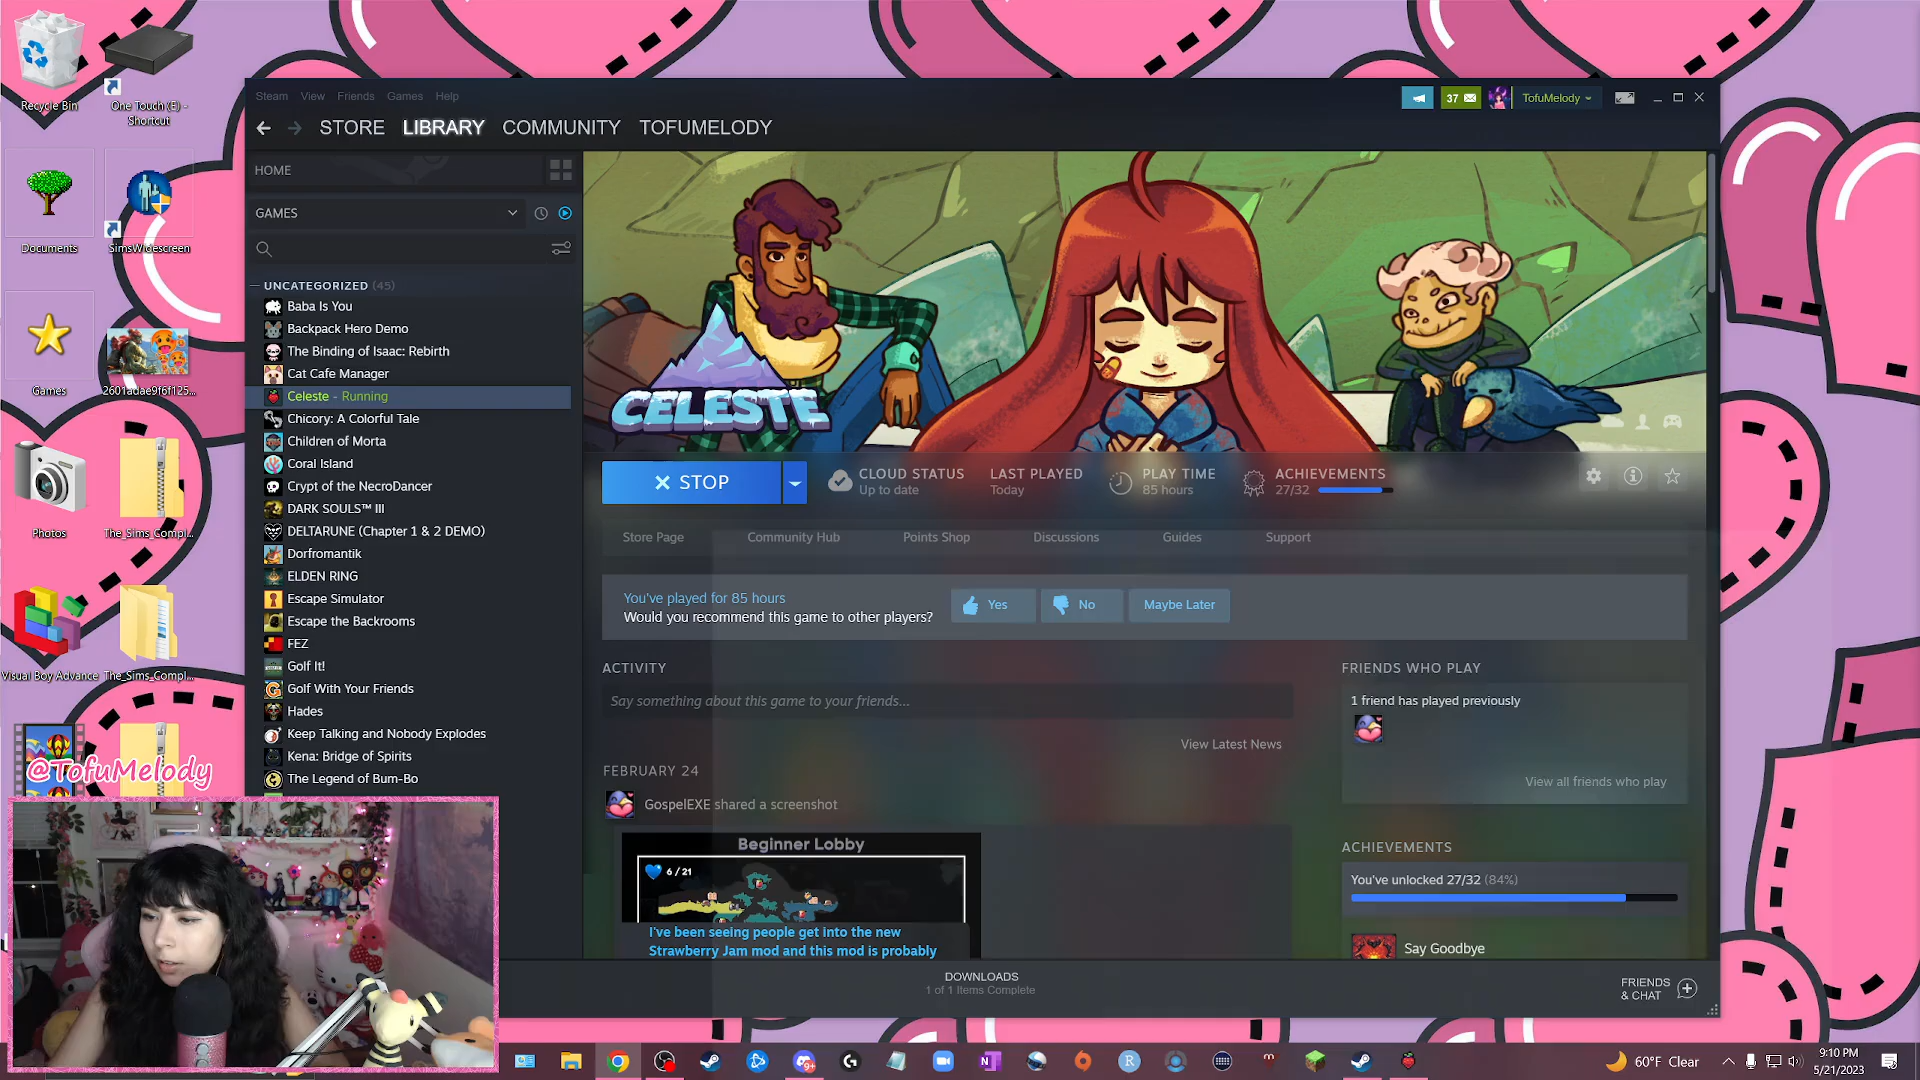 Recycle Bin
One Touch (E) -
Shortcut
Documents
SimsWidescreen
Games
2601adae9f6f125...
Photos
The_Sims_Compl...
Visual Boy Advance
The_Sims_Compl...
@TofuMelody
Steam View Friends Games Help
37
TofuMelody
STORE LIBRARY COMMUNITY TOFUMELODY
HOME
GAMES
UNCATEGORIZED (45)
Baba Is You
Backpack Hero Demo
The Binding of Isaac: Rebirth
Cat Cafe Manager
Celeste - Running
Chicory: A Colorful Tale
Children of Morta
Coral Island
Crypt of the NecroDancer
DARK SOULS™ III
DELTARUNE (Chapter 1 & 2 DEMO)
Dorfromantik
ELDEN RING
Escape Simulator
Escape the Backrooms
FEZ
Golf It!
Golf With Your Friends
Hades
Keep Talking and Nobody Explodes
Kena: Bridge of Spirits
The Legend of Bum-Bo
CELESTE
STOP
CLOUD STATUS
Up to date
LAST PLAYED
Today
PLAY TIME
85 hours
ACHIEVEMENTS
27/32
Store Page Community Hub Points Shop Discussions Guides Support
You've played for 85 hours
Would you recommend this game to other players?
Yes
No
Maybe Later
ACTIVITY
Say something about this game to your friends...
View Latest News
FEBRUARY 24
GospelEXE shared a screenshot
Beginner Lobby
6 / 21
I've been seeing people get into the new
Strawberry Jam mod and this mod is probably
FRIENDS WHO PLAY
1 friend has played previously
View all friends who play
ACHIEVEMENTS
You've unlocked 27/32 (84%)
Say Goodbye
DOWNLOADS
1 of 1 Items Complete
FRIENDS
& CHAT
9+
60°F Clear
9:10 PM
5/21/2023